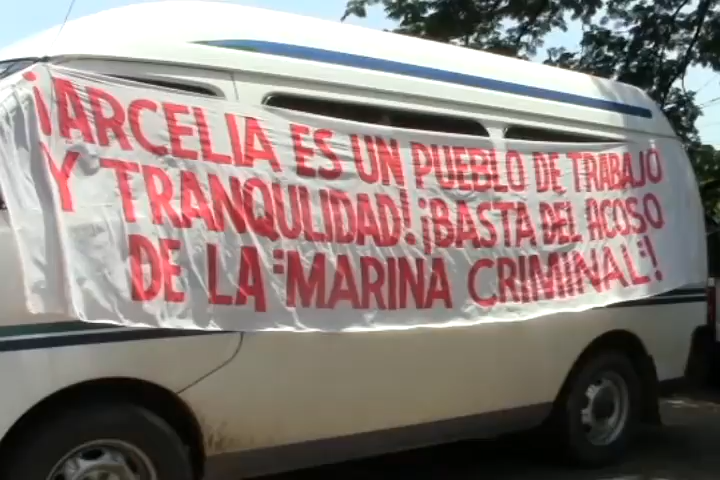 ¡ARCELIA ES UN PUEBLO DE TRABAJO
Y TRANQULIDAD! ¡BASTA DEL ACOSO
DE LA "MARINA CRIMINAL"!